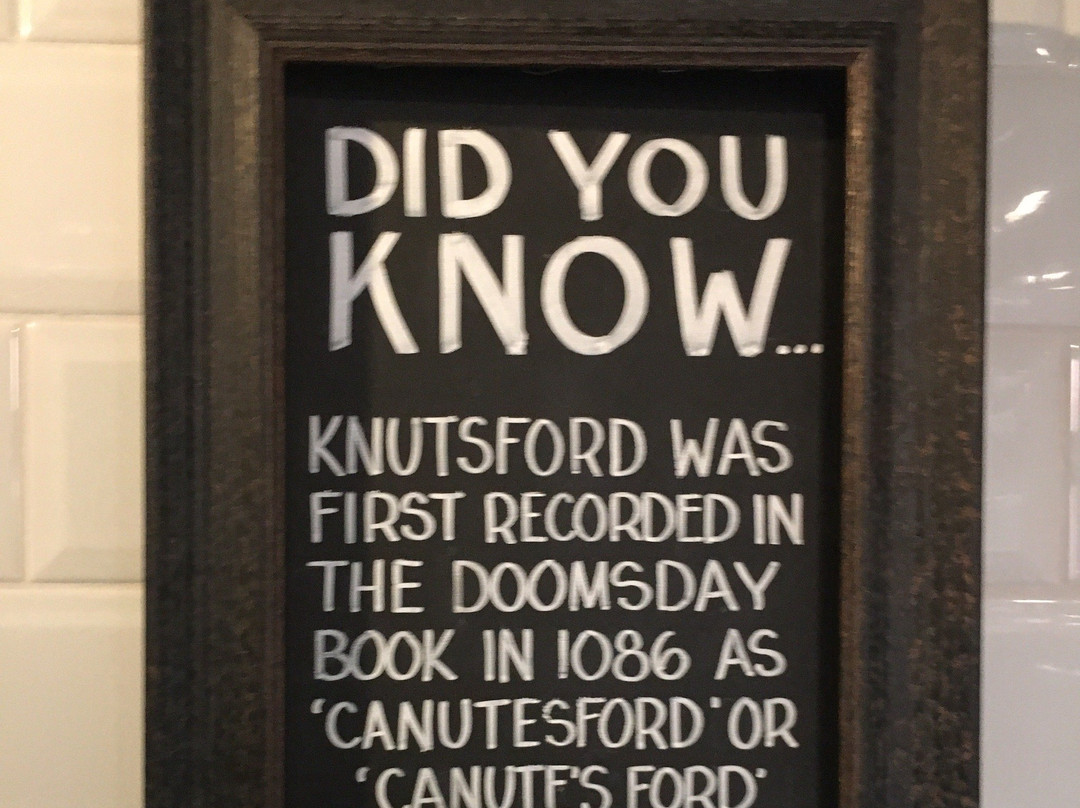 DID YOU
KNOW...
KNUTSFORD WAS
FIRST RECORDED IN
THE DOOMSDAY
BOOK IN 1086 AS
'CANUTESFORD' OR
'CANUTE'S FORD'